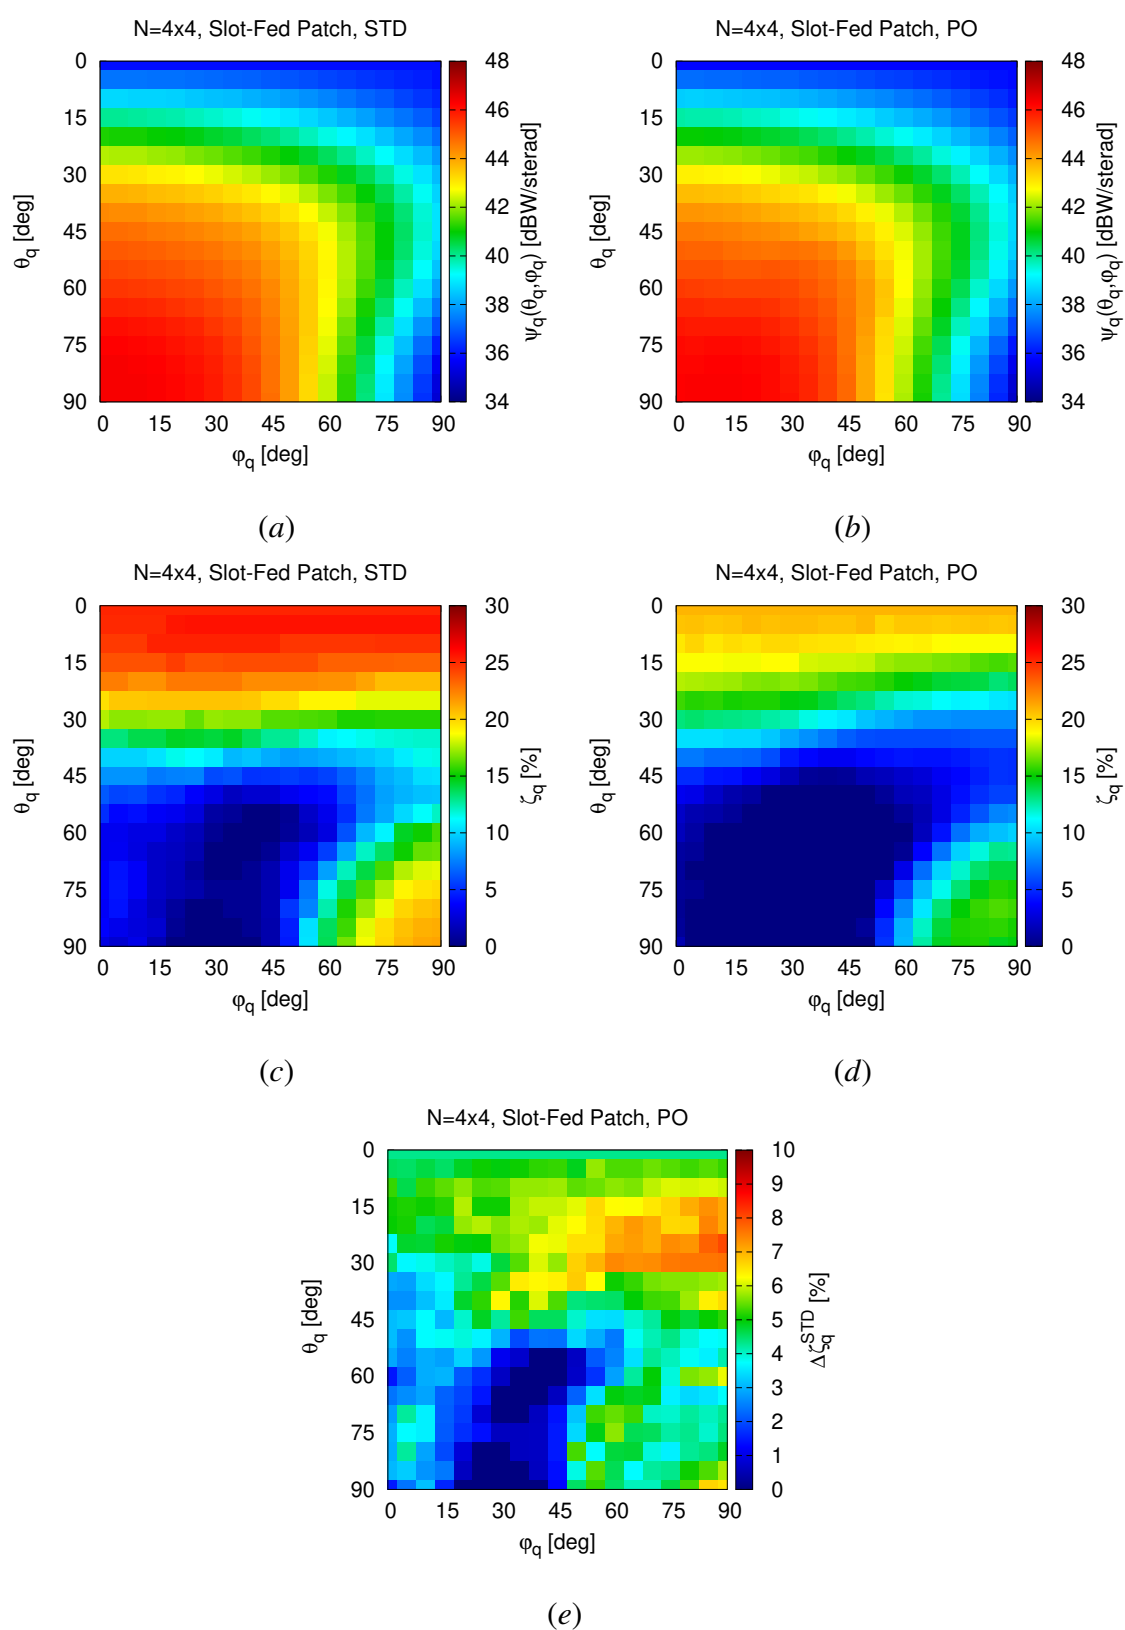 N=4x4, Slot-Fed Patch, STD
0
15
30
45
60
75
90
θq [deg]
0 15 30 45 60 75 90
φq [deg]
48
46
44
42
40
38
36
34
ψq(θq,φq) [dBW/sterad]
(a)
N=4x4, Slot-Fed Patch, PO
0
15
30
45
60
75
90
θq [deg]
0 15 30 45 60 75 90
φq [deg]
48
46
44
42
40
38
36
34
ψq(θq,φq) [dBW/sterad]
(b)
N=4x4, Slot-Fed Patch, STD
0
15
30
45
60
75
90
θq [deg]
0 15 30 45 60 75 90
φq [deg]
30
25
20
15
10
5
0
ζq [%]
(c)
N=4x4, Slot-Fed Patch, PO
0
15
30
45
60
75
90
θq [deg]
0 15 30 45 60 75 90
φq [deg]
30
25
20
15
10
5
0
ζq [%]
(d)
N=4x4, Slot-Fed Patch, PO
0
15
30
45
60
75
90
θq [deg]
0 15 30 45 60 75 90
φq [deg]
10
9
8
7
6
5
4
3
2
1
0
ΔζqSTD [%]
(e)